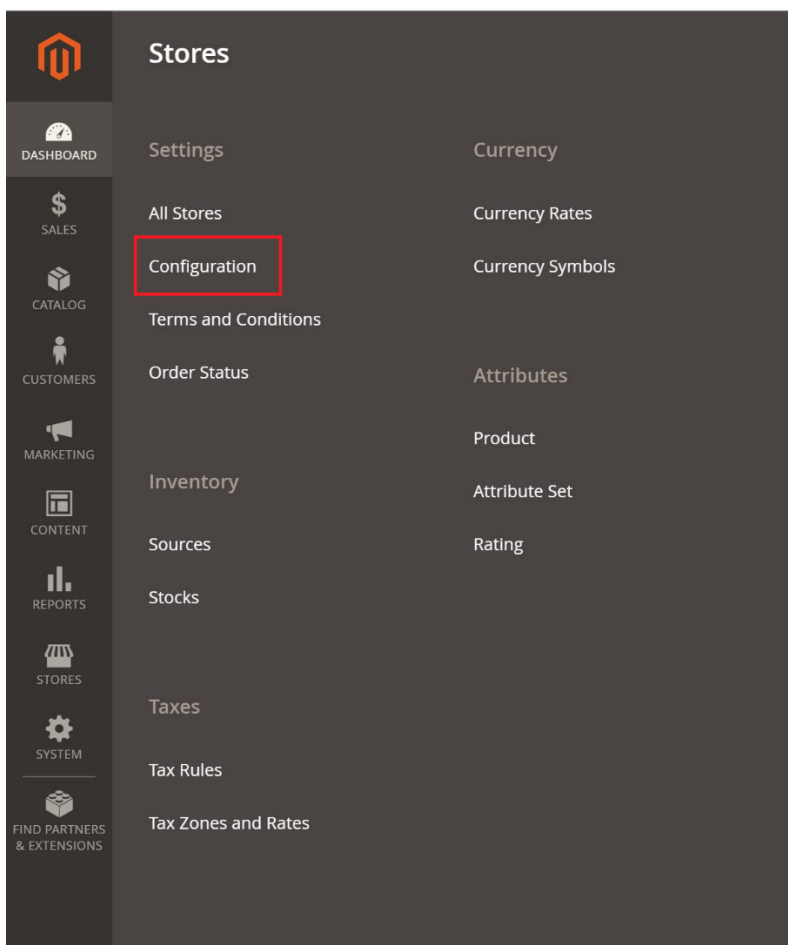 Stores
DASHBOARD
SALES
CATALOG
CUSTOMERS
MARKETING
CONTENT
REPORTS
STORES
SYSTEM
FIND PARTNERS
& EXTENSIONS
Settings
All Stores
Configuration
Terms and Conditions
Order Status
Inventory
Sources
Stocks
Taxes
Tax Rules
Tax Zones and Rates
Currency
Currency Rates
Currency Symbols
Attributes
Product
Attribute Set
Rating